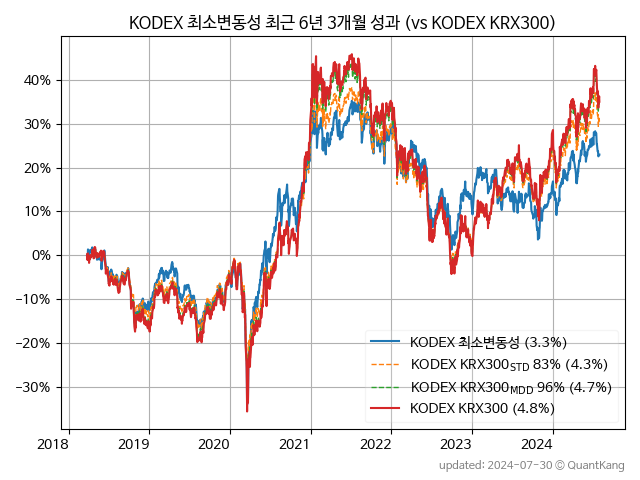 KODEX 최소변동성 최근 6년 3개월 성과 (vs KODEX KRX300)
40%
30%
20%
10%
0%
−10%
−20%
−30%
KODEX 최소변동성 (3.3%)
KODEX KRX300STD 83% (4.3%)
KODEX KRX300MDD 96% (4.7%)
KODEX KRX300 (4.8%)
2018 2019 2020 2021 2022 2023 2024
updated: 2024-07-30 © QuantKang